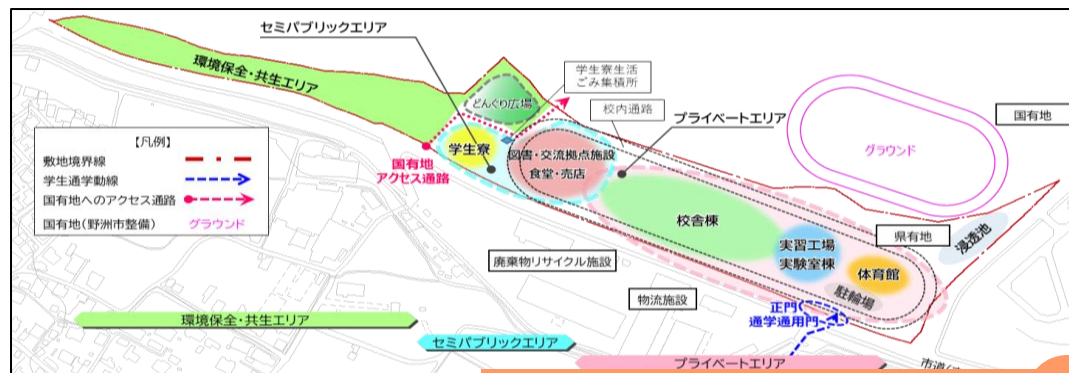 セミパブリックエリア
環境保全・共生エリア
学生寮生活
ごみ集積所
どんぐり広場
校内通路
プライベートエリア
国有地
【凡例】
敷地境界線
学生通学動線
国有地へのアクセス通路
国有地(野洲市整備)
グラウンド
学生寮
国有地
アクセス通路
図書・交流拠点施設
食堂・売店
グラウンド
校舎棟
県有地
浸透池
実習工場
実験室棟
体育館
駐輪場
廃棄物リサイクル施設
物流施設
正門
通学通用門
環境保全・共生エリア
セミパブリックエリア
プライベートエリア
市道